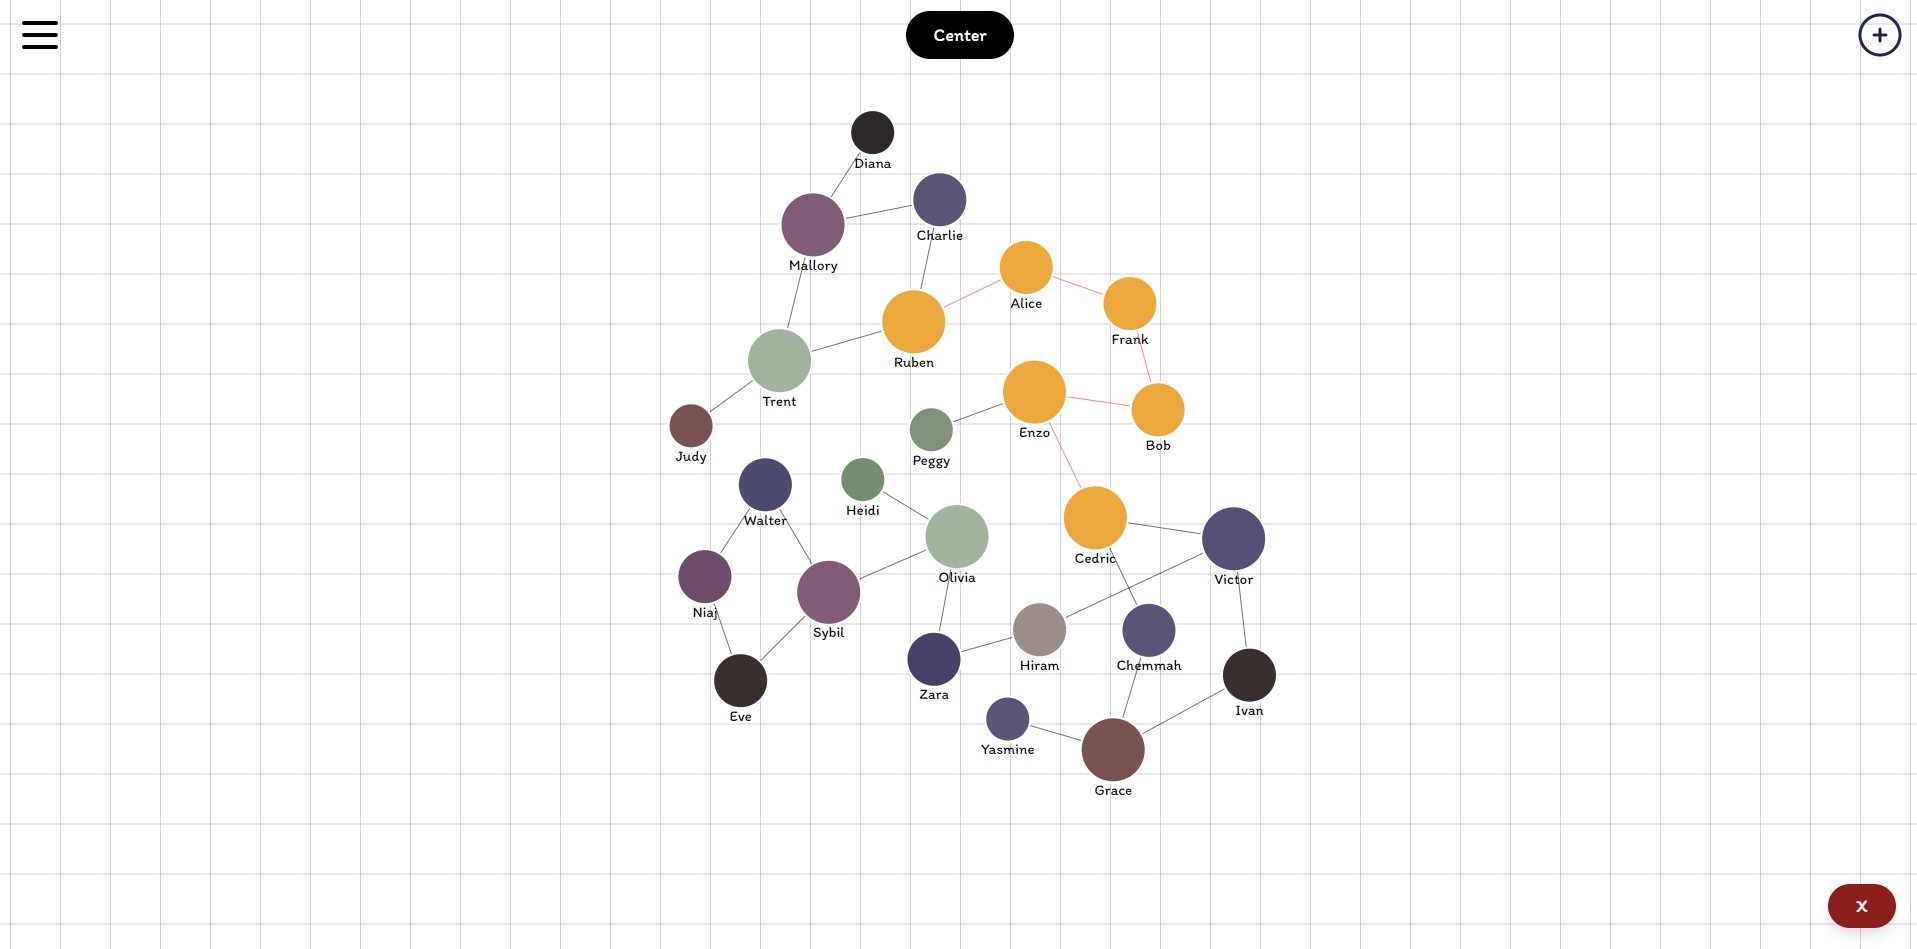 Center
Diana
Charlie
Mallory
Alice
Frank
Ruben
Trent
Enzo
Bob
Judy
Peggy
Heidi
Walter
Cedric
Olivia
Victor
Niaj
Sybil
Hiram
Chemmah
Zara
Ivan
Eve
Yasmine
Grace
x